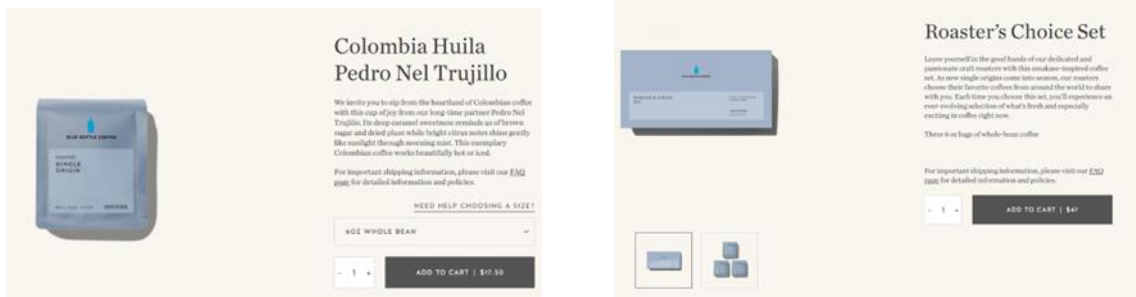 Colombia Huila
Pedro Nel Trujillo
We invite you to sip from the heartland of Colombian coffee
with this cup of joy from our long-time partner Pedro Nel
Trujillo. Its deep caramel sweetness reminds us of brown
sugar and dried plum while bright citrus notes shine gently
like sunlight through morning mist. This exemplary
Colombian coffee works beautifully hot or iced.
For important shipping information, please visit our FAQ
page for detailed information and policies.
NEED HELP CHOOSING A SIZE?
6OZ WHOLE BEAN
- 1 +
ADD TO CART | $17.50
BLUE BOTTLE COFFEE
SINGLE
ORIGIN
Roaster's Choice Set
Leave yourself in the good hands of our dedicated and
passionate craft roasters with this omakase-inspired coffee
set. As new single origins come into season, our roasters
choose their favorite coffees from around the world to share
with you. Each time you choose this set, you'll experience an
ever-evolving selection of what's fresh and especially
exciting in coffee right now.
Three 6 oz bags of whole-bean coffee
For important shipping information, please visit our FAQ
page for detailed information and policies.
- 1 +
ADD TO CART | $47
ROASTER'S CHOICE
SET